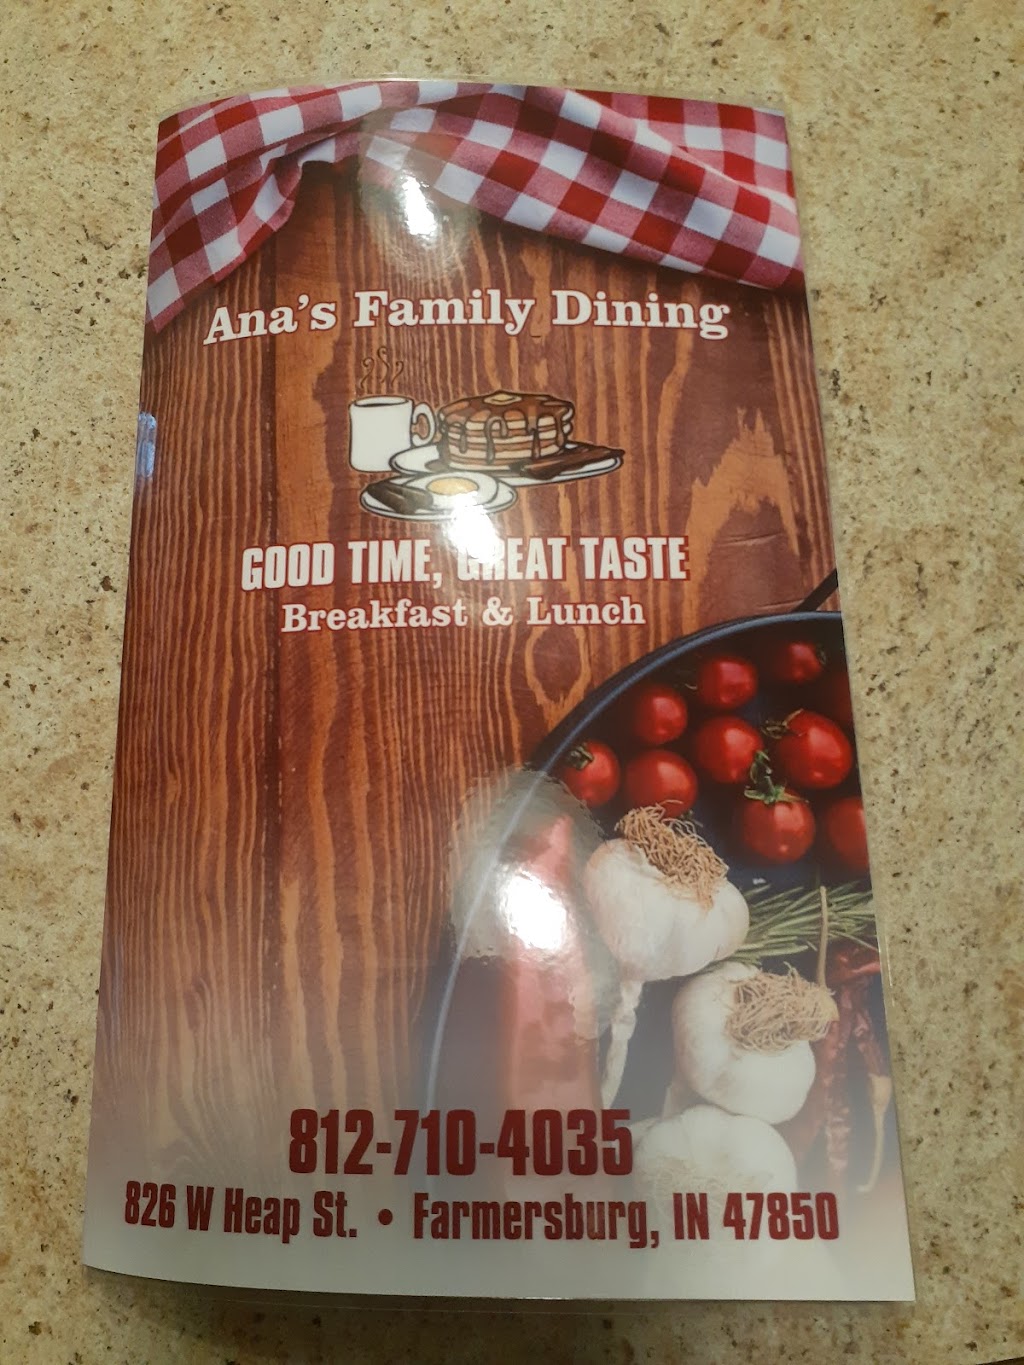 Ana's Family Dining
GOOD TIME, GREAT TASTE
Breakfast & Lunch
812-710-4035
826 W Heap St. • Farmersburg, IN 47850